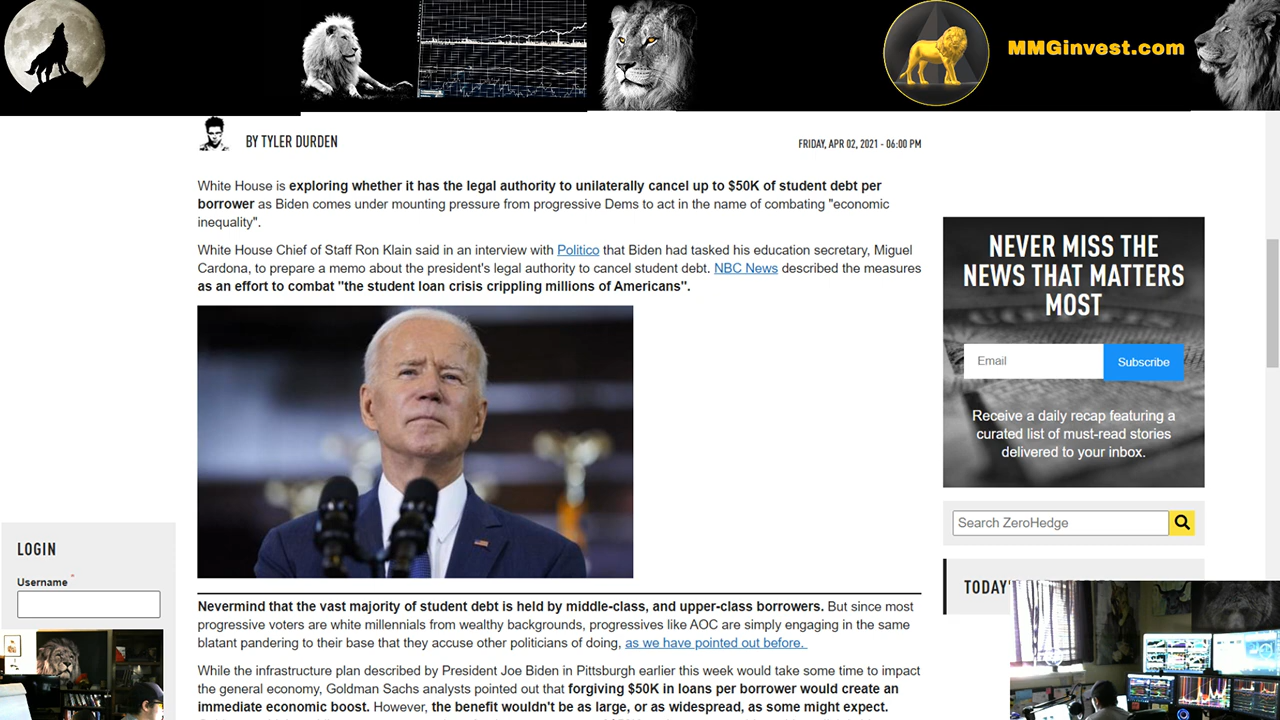 MMGinvest.com
BY TYLER DURDEN
FRIDAY, APR 02, 2021 - 06:00 PM
White House is exploring whether it has the legal authority to unilaterally cancel up to $50K of student debt per
borrower as Biden comes under mounting pressure from progressive Dems to act in the name of combating "economic
inequality".
White House Chief of Staff Ron Klain said in an interview with Politico that Biden had tasked his education secretary, Miguel
Cardona, to prepare a memo about the president's legal authority to cancel student debt. NBC News described the measures
as an effort to combat "the student loan crisis crippling millions of Americans".
Nevermind that the vast majority of student debt is held by middle-class, and upper-class borrowers. But since most
progressive voters are white millennials from wealthy backgrounds, progressives like AOC are simply engaging in the same
blatant pandering to their base that they accuse other politicians of doing, as we have pointed out before.
While the infrastructure plan described by President Joe Biden in Pittsburgh earlier this week would take some time to impact
the general economy, Goldman Sachs analysts pointed out that forgiving $50K in loans per borrower would create an
immediate economic boost. However, the benefit wouldn't be as large, or as widespread, as some might expect.
NEVER MISS THE
NEWS THAT MATTERS
MOST
Email
Subscribe
Receive a daily recap featuring a
curated list of must-read stories
delivered to your inbox.
Search ZeroHedge
TODAY'
LOGIN
Username *